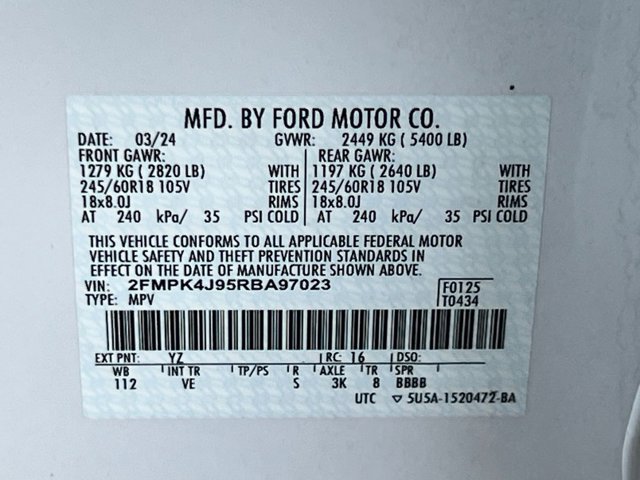 MFD. BY FORD MOTOR CO.
DATE: 03/24 GVWR: 2449 KG ( 5400 LB)
FRONT GAWR: REAR GAWR:
1279 KG ( 2820 LB) WITH 1197 KG ( 2640 LB) WITH
245/60R18 105V TIRES 245/60R18 105V TIRES
18x8.0J RIMS 18x8.0J RIMS
AT 240 kPa/ 35 PSI COLD AT 240 kPa/ 35 PSI COLD
THIS VEHICLE CONFORMS TO ALL APPLICABLE FEDERAL MOTOR
VEHICLE SAFETY AND THEFT PREVENTION STANDARDS IN
EFFECT ON THE DATE OF MANUFACTURE SHOWN ABOVE.
VIN: 2FMPK4J95RBA97023 F0125
TYPE: MPV T0434
EXT PNT: YZ RC: 16 DSO:
WB INT TR TP/PS R AXLE TR SPR
112 VE S 3K 8 BBBB
UTC ▽ 5U5A-1520472-BA